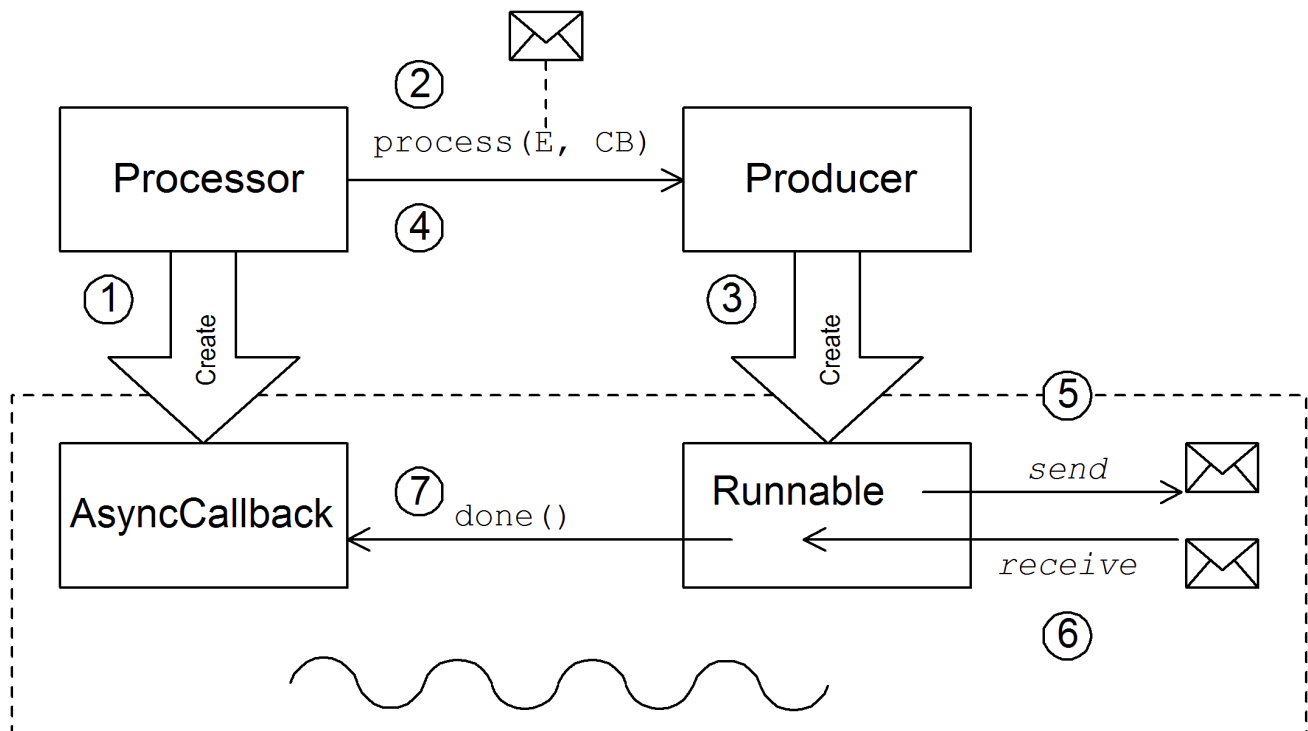 2
process(E, CB)
Processor
Producer
4
1
Create
3
Create
5
AsyncCallback
7
done()
Runnable
send
receive
6